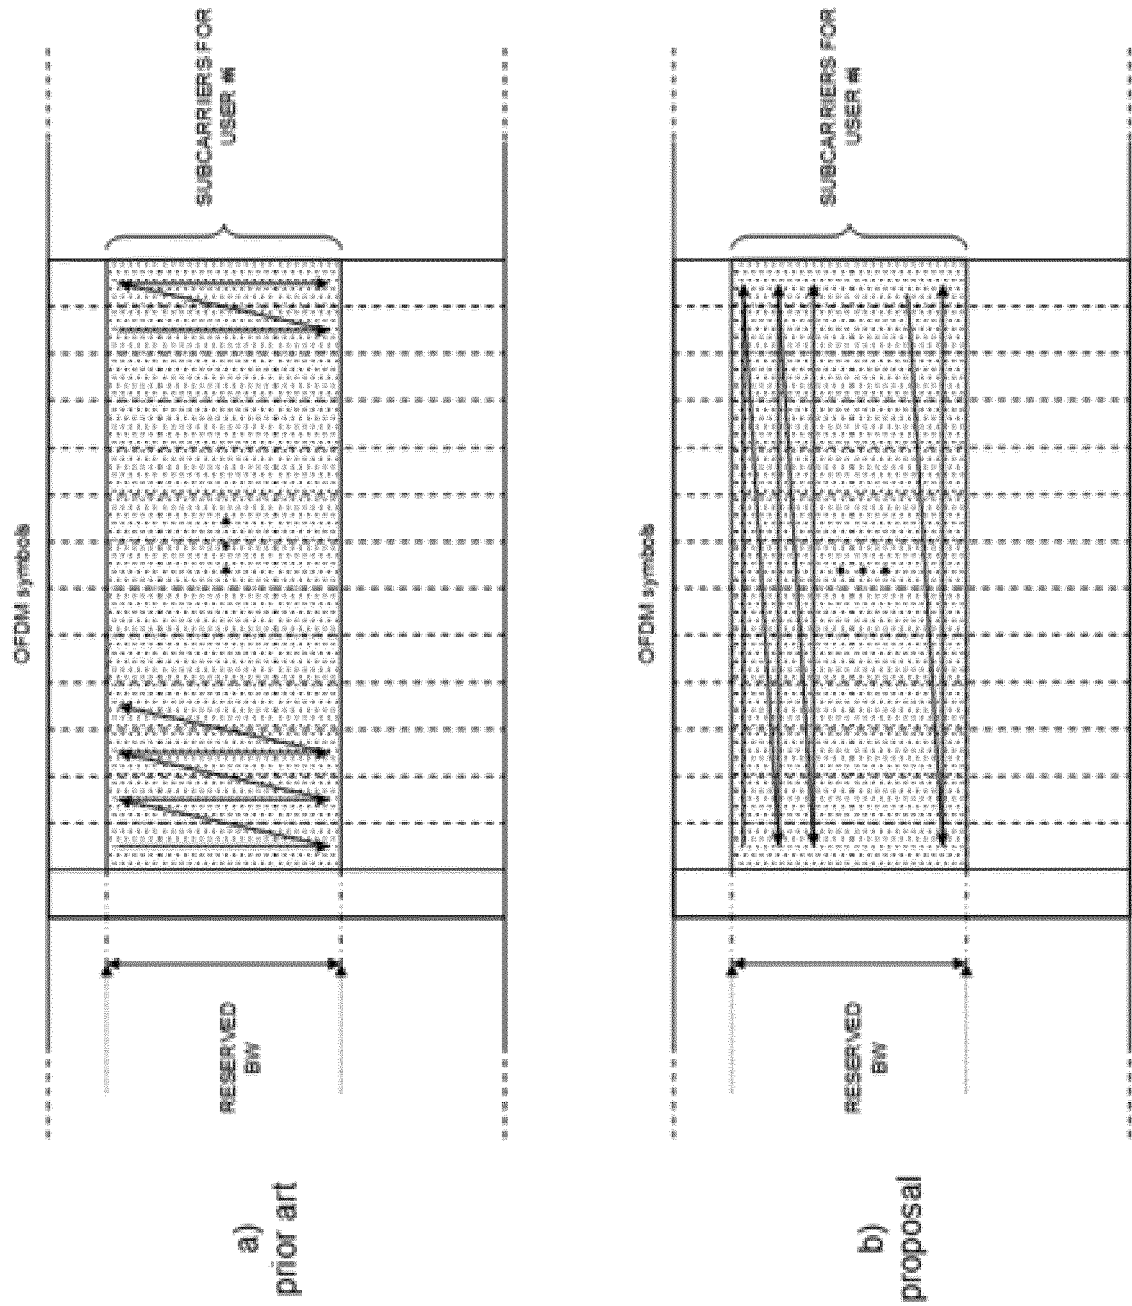 OFDM symbols
SUBCARRIERS FOR
USER #i
RESERVED
BW
a)
prior art
OFDM symbols
SUBCARRIERS FOR
USER #i
RESERVED
BW
b)
proposal